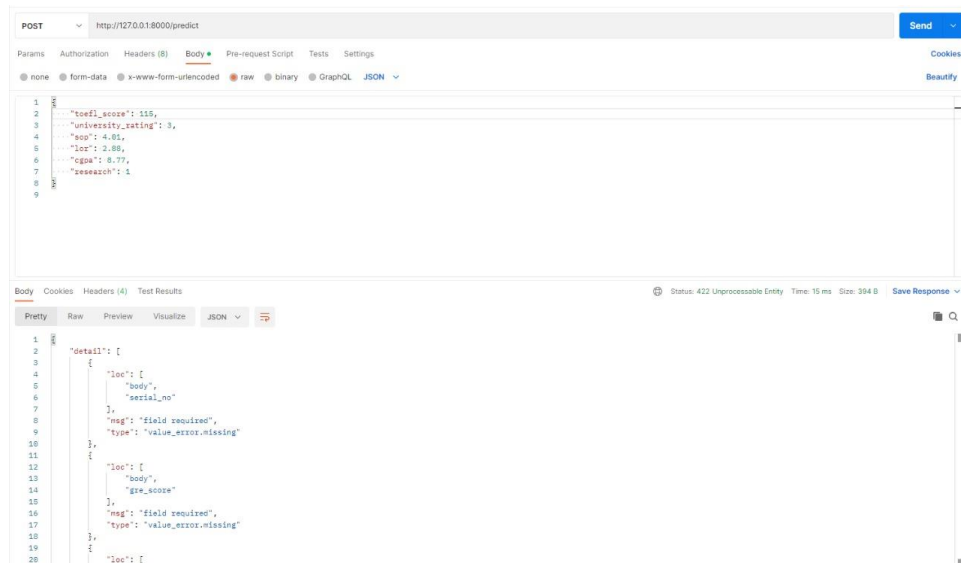 POST http://127.0.0.1:8000/predict Send
Params Authorization Headers (8) Body Pre-request Script Tests Settings Cookies
none form-data x-www-form-urlencoded raw binary GraphQL JSON Beautify
1 {
2 "toefl_score": 115,
3 "university_rating": 3,
4 "sop": 4.01,
5 "lor": 2.88,
6 "cgpa": 8.77,
7 "research": 1
8 }
9
Body Cookies Headers (4) Test Results Status: 422 Unprocessable Entity Time: 15 ms Size: 394 B Save Response
Pretty Raw Preview Visualize JSON
1 {
2 "detail": [
3 {
4 "loc": [
5 "body",
6 "serial_no"
7 ],
8 "msg": "field required",
9 "type": "value_error.missing"
10 },
11 {
12 "loc": [
13 "body",
14 "gre_score"
15 ],
16 "msg": "field required",
17 "type": "value_error.missing"
18 },
19 {
20 "loc": [